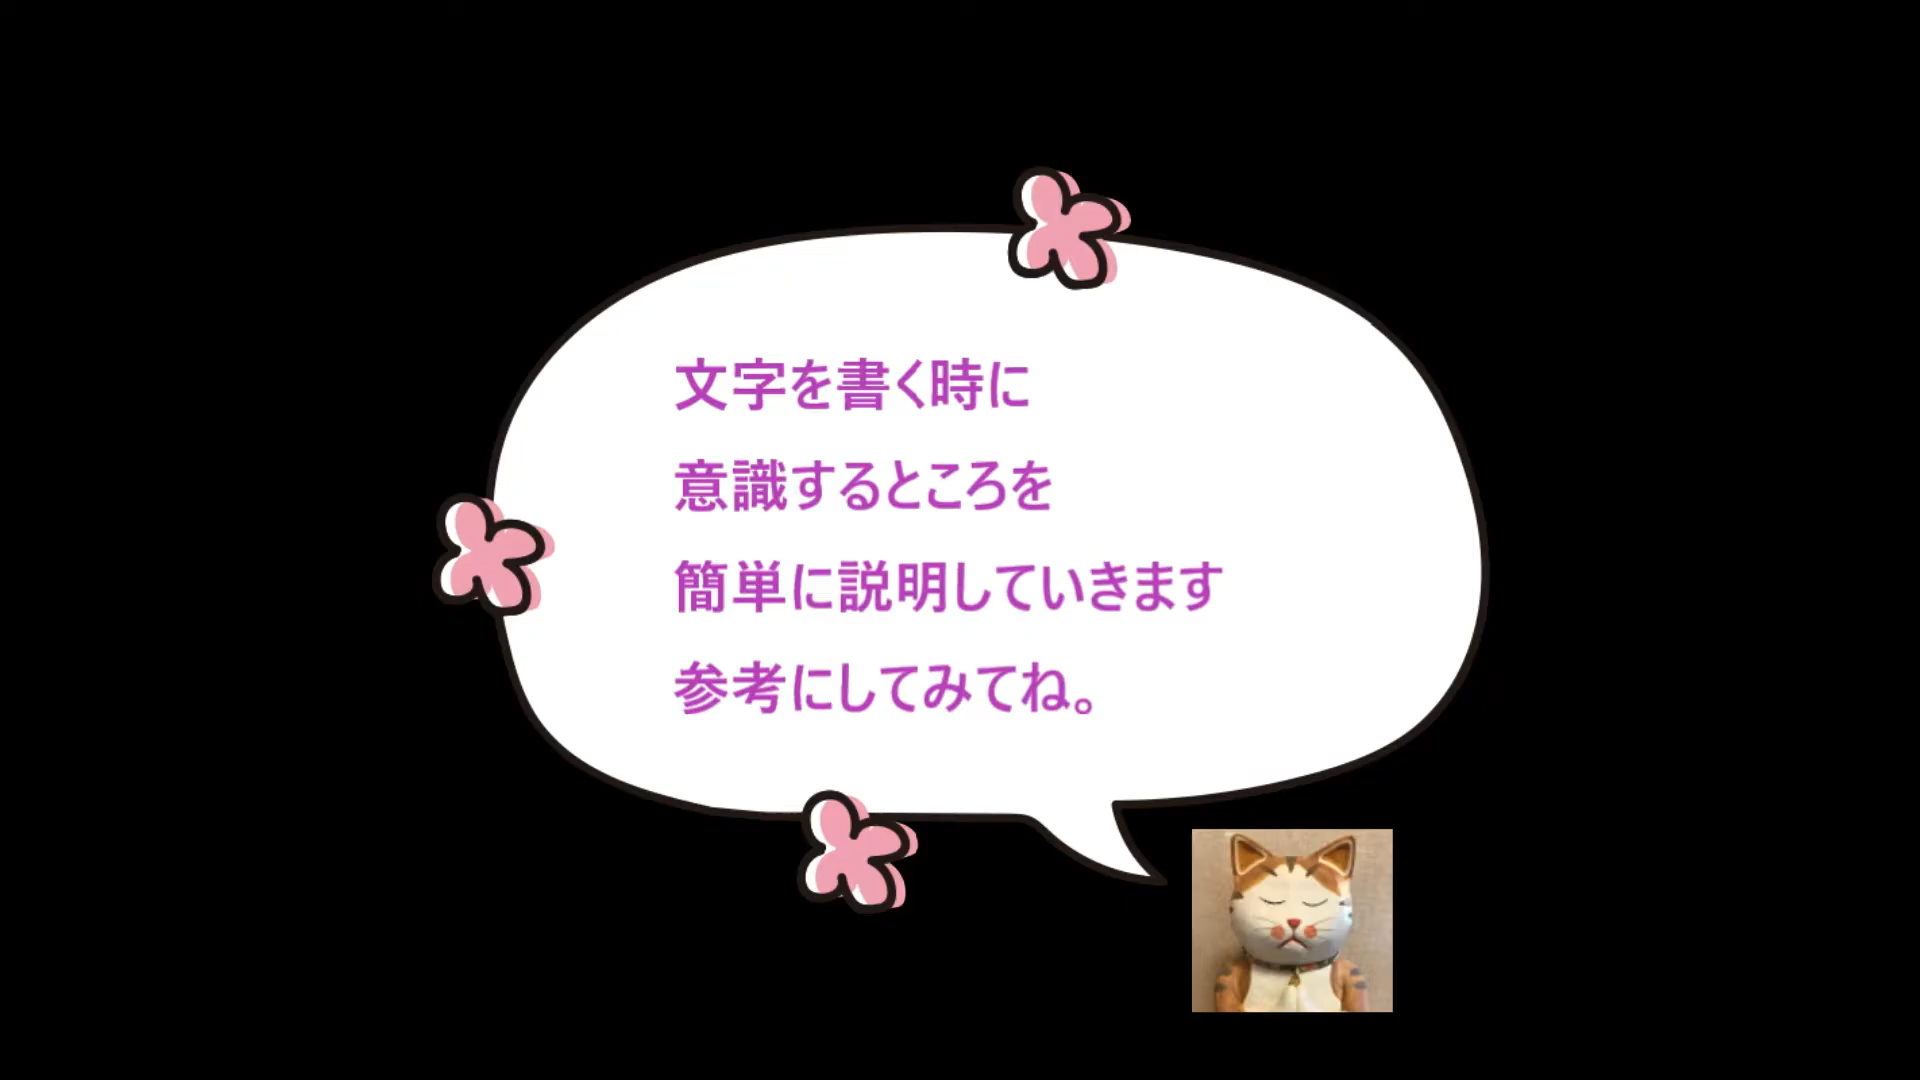 文字を書く時に
意識するところを
簡単に説明していきます
参考にしてみてね。